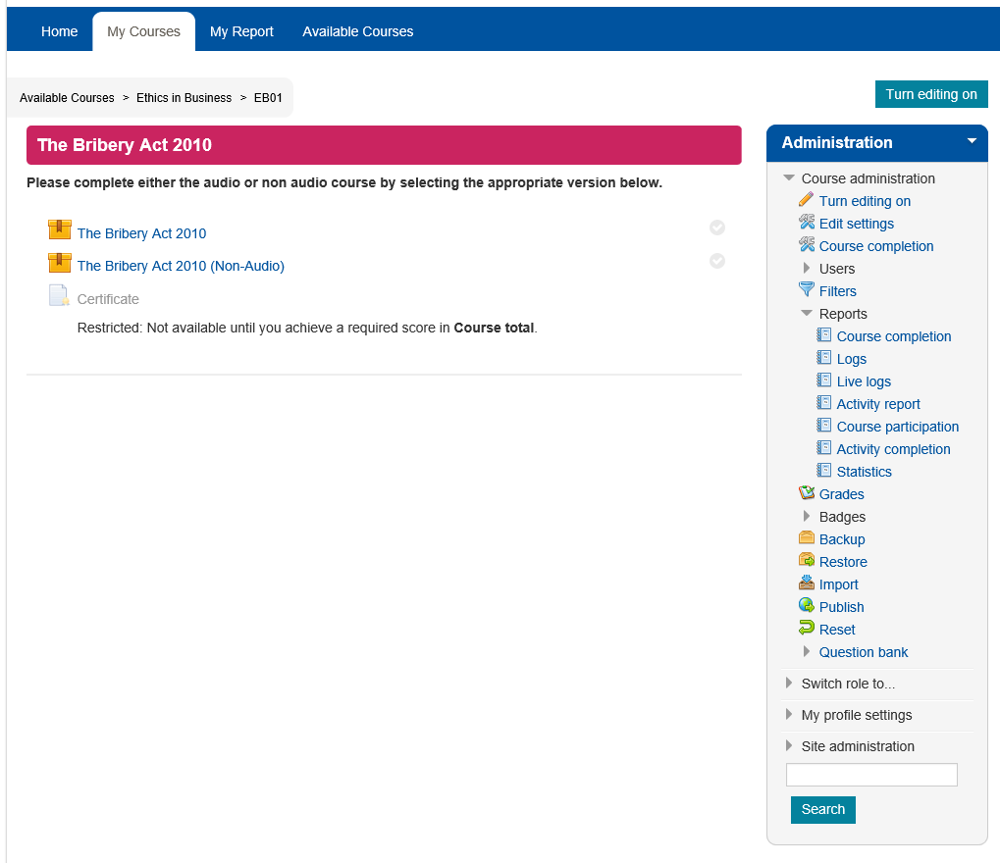 Home My Courses My Report Available Courses
Available Courses > Ethics in Business > EB01
Turn editing on
The Bribery Act 2010
Please complete either the audio or non audio course by selecting the appropriate version below.
The Bribery Act 2010
The Bribery Act 2010 (Non-Audio)
Certificate
Restricted: Not available until you achieve a required score in Course total.
Administration
Course administration
Turn editing on
Edit settings
Course completion
Users
Filters
Reports
Course completion
Logs
Live logs
Activity report
Course participation
Activity completion
Statistics
Grades
Badges
Backup
Restore
Import
Publish
Reset
Question bank
Switch role to...
My profile settings
Site administration
Search